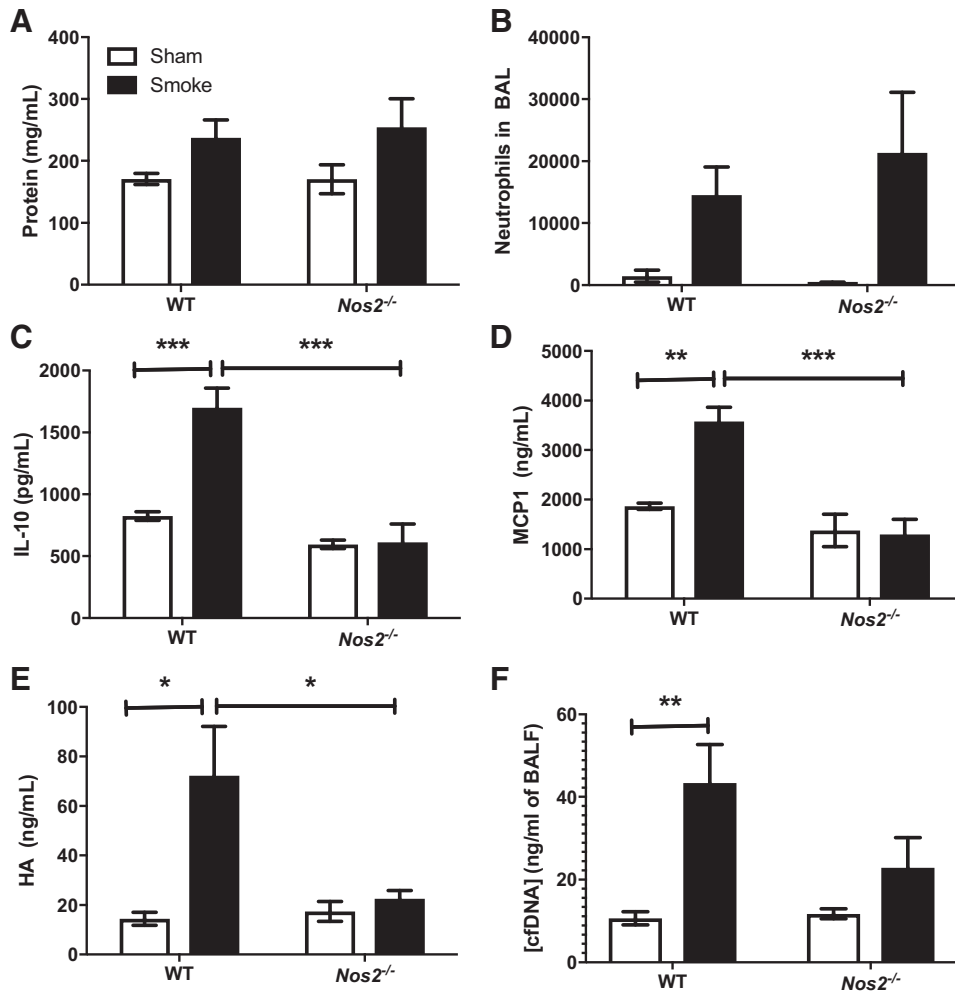 A
Protein (mg/mL)
400
300
200
100
0
Sham
Smoke
WT
Nos2-/-
B
Neutrophils in BAL
40000
30000
20000
10000
0
WT
Nos2-/-
C
IL-10 (pg/mL)
2000
1500
1000
500
0
***
***
WT
Nos2-/-
D
MCP1 (ng/mL)
5000
4000
3000
2000
1000
0
**
***
WT
Nos2-/-
E
HA (ng/mL)
100
80
60
40
20
0
*
*
WT
Nos2-/-
F
[cfDNA] (ng/ml of BALF)
60
40
20
0
**
WT
Nos2-/-